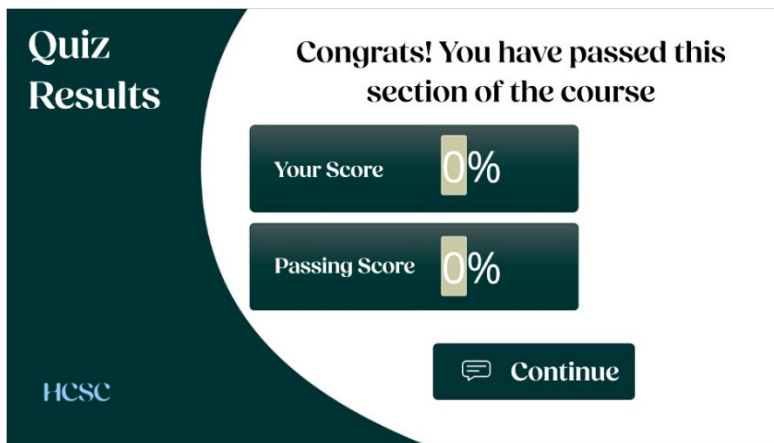 Quiz
Results
Congrats! You have passed this
section of the course
Your Score 0%
Passing Score 0%
Continue
HCSC